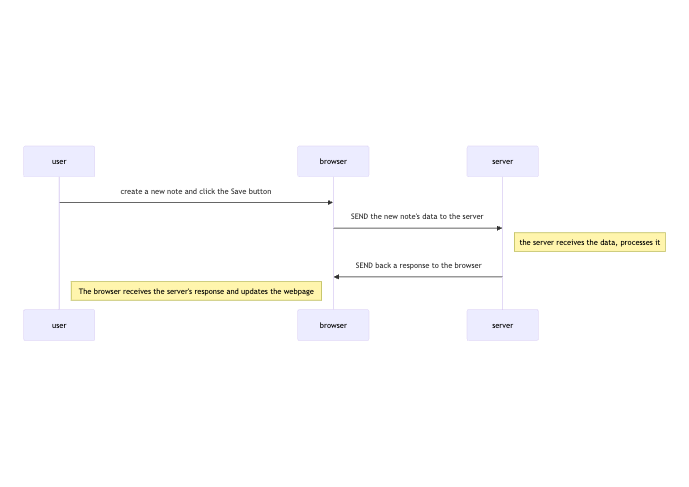 user
browser
server
create a new note and click the Save button
SEND the new note's data to the server
the server receives the data, processes it
SEND back a response to the browser
The browser receives the server's response and updates the webpage
user
browser
server